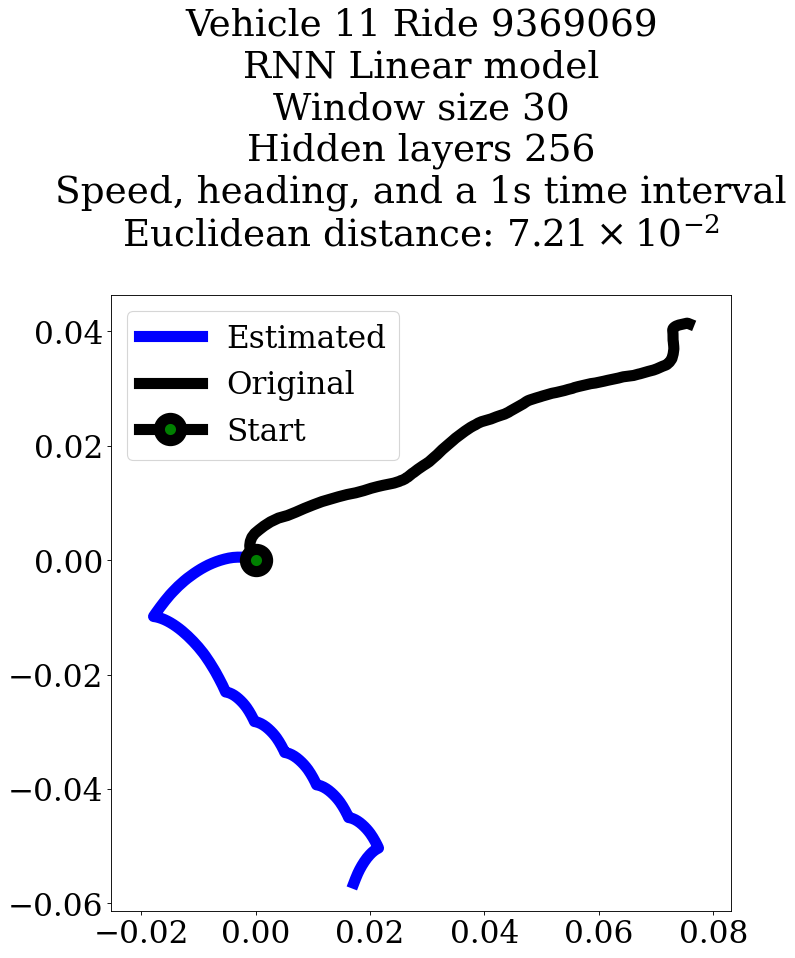 Vehicle 11 Ride 9369069
RNN Linear model
Window size 30
Hidden layers 256
Speed, heading, and a 1s time interval
Euclidean distance: 7.21 × 10⁻²
Estimated
Original
Start
0.04
0.02
0.00
−0.02
−0.04
−0.06
−0.02 0.00 0.02 0.04 0.06 0.08